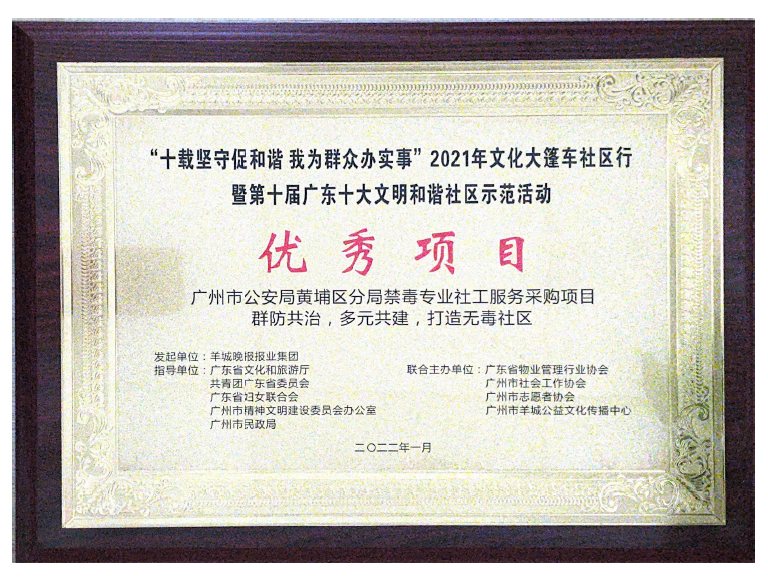 “十载坚守促和谐 我为群众办实事”2021年文化大篷车社区行
暨第十届广东十大文明和谐社区示范活动
优秀项目
广州市公安局黄埔区分局禁毒专业社工服务采购项目
群防共治，多元共建，打造无毒社区
发起单位：羊城晚报报业集团
指导单位：广东省文化和旅游厅
共青团广东省委员会
广东省妇女联合会
广州市精神文明建设委员会办公室
广州市民政局
联合主办单位：广东省物业管理行业协会
广州市社会工作协会
广州市志愿者协会
广州市羊城公益文化传播中心
二〇二二年一月